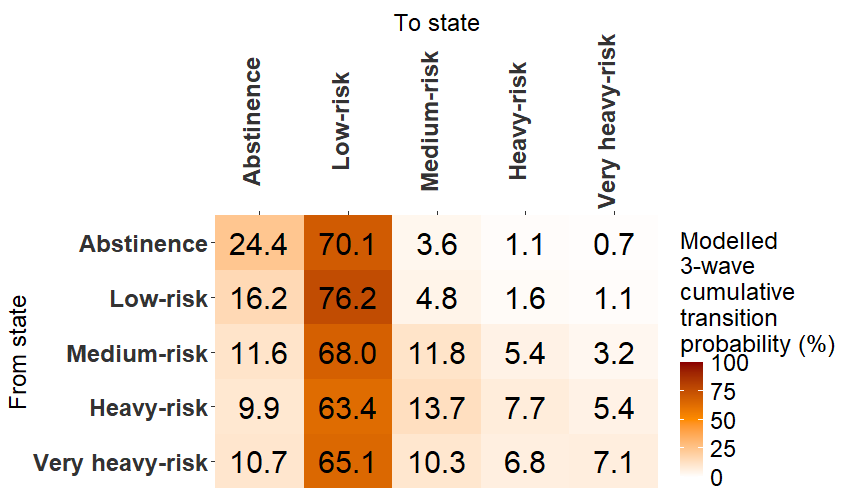 To state
Abstinence Low-risk Medium-risk Heavy-risk Very heavy-risk
From state
Abstinence 24.4 70.1 3.6 1.1 0.7
Low-risk 16.2 76.2 4.8 1.6 1.1
Medium-risk 11.6 68.0 11.8 5.4 3.2
Heavy-risk 9.9 63.4 13.7 7.7 5.4
Very heavy-risk 10.7 65.1 10.3 6.8 7.1
Modelled
3-wave
cumulative
transition
probability (%)
100
75
50
25
0